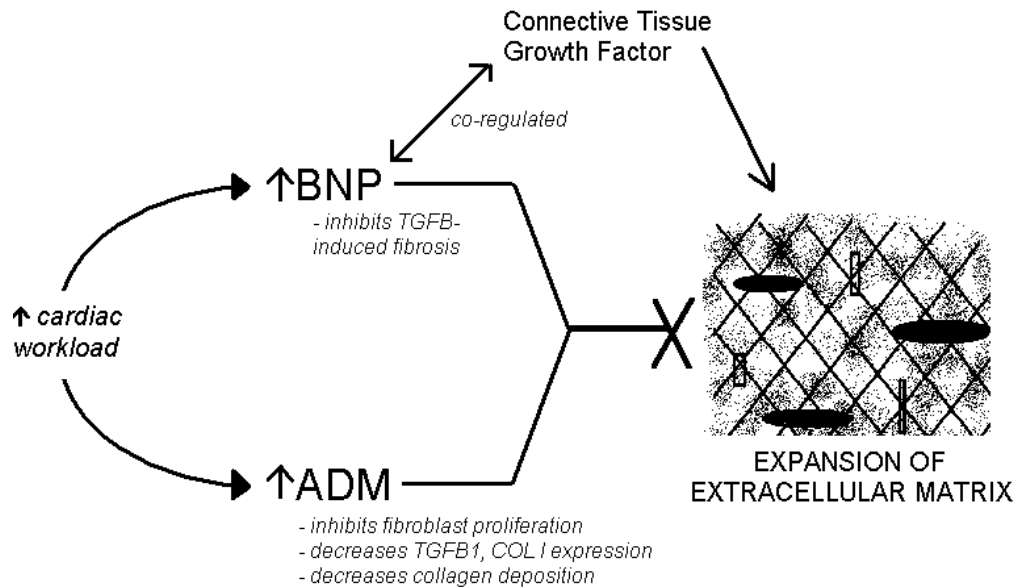 Connective Tissue
Growth Factor
co-regulated
↑BNP
- inhibits TGFB-
induced fibrosis
↑ cardiac
workload
EXPANSION OF
EXTRACELLULAR MATRIX
↑ADM
- inhibits fibroblast proliferation
- decreases TGFB1, COL I expression
- decreases collagen deposition